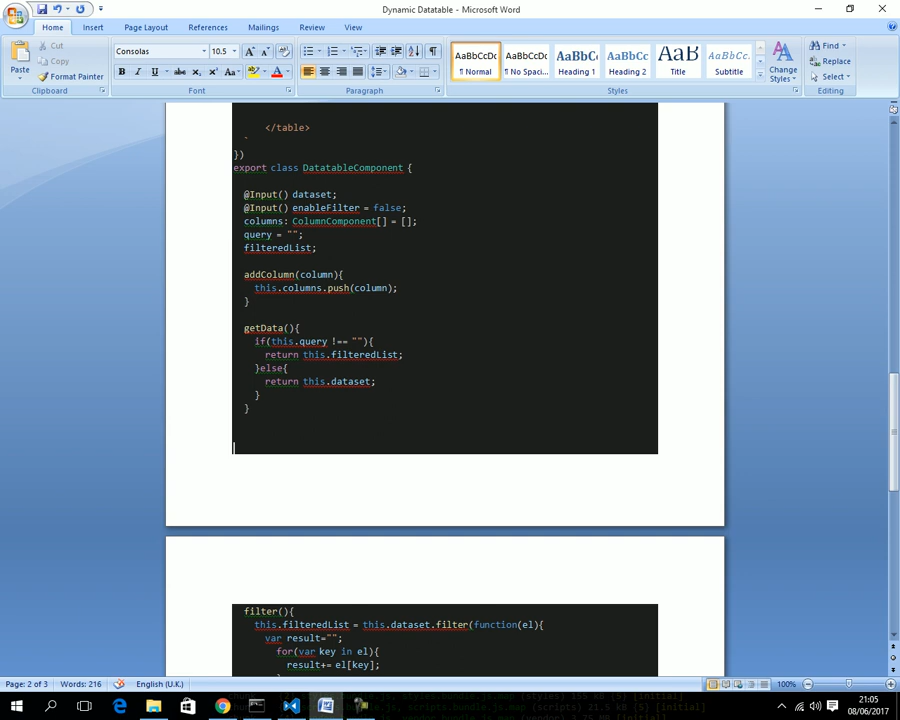 Dynamic Datatable - Microsoft Word
Home Insert Page Layout References Mailings Review View
Paste
Cut
Copy
Format Painter
Clipboard
Consolas 10.5
Font
Paragraph
AaBbCcDc AaBbCcDc AaBbCc AaBbCc AaB AaBbCc.
¶ Normal ¶ No Spaci... Heading 1 Heading 2 Title Subtitle
Change Styles
Styles
Find
Replace
Select
Editing
</table>
`
})
export class DatatableComponent {
@Input() dataset;
@Input() enableFilter = false;
columns: ColumnComponent[] = [];
query = "";
filteredList;
addColumn(column){
this.columns.push(column);
}
getData(){
if(this.query !== ""){
return this.filteredList;
}else{
return this.dataset;
}
}
filter(){
this.filteredList = this.dataset.filter(function(el){
var result="";
for(var key in el){
result+= el[key];
Page: 2 of 3 Words: 216 English (U.K.) 100%
21:05
08/06/2017